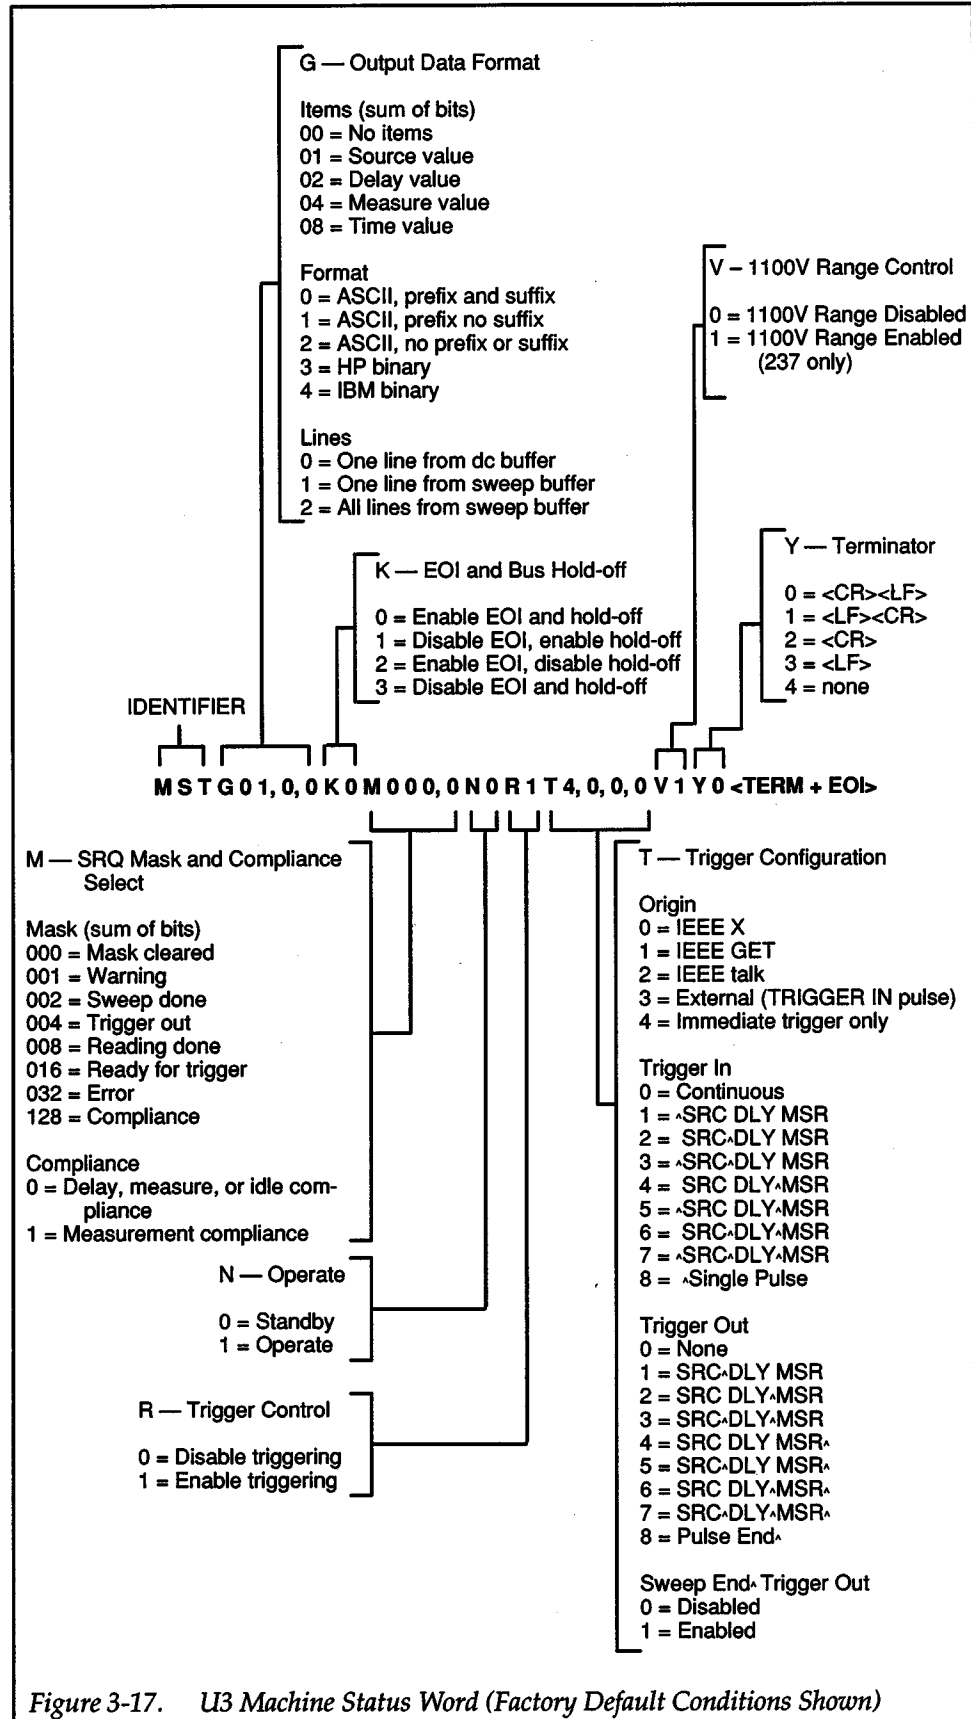 G — Output Data Format
Items (sum of bits)
00 = No items
01 = Source value
02 = Delay value
04 = Measure value
08 = Time value
Format
0 = ASCII, prefix and suffix
1 = ASCII, prefix no suffix
2 = ASCII, no prefix or suffix
3 = HP binary
4 = IBM binary
Lines
0 = One line from dc buffer
1 = One line from sweep buffer
2 = All lines from sweep buffer
V – 1100V Range Control
0 = 1100V Range Disabled
1 = 1100V Range Enabled
(237 only)
K — EOI and Bus Hold-off
0 = Enable EOI and hold-off
1 = Disable EOI, enable hold-off
2 = Enable EOI, disable hold-off
3 = Disable EOI and hold-off
Y — Terminator
0 = <CR><LF>
1 = <LF><CR>
2 = <CR>
3 = <LF>
4 = none
IDENTIFIER
M S T G 0 1 , 0 , 0 K 0 M 0 0 0 , 0 N 0 R 1 T 4 , 0 , 0 , 0 V 1 Y 0 <TERM + EOI>
M — SRQ Mask and Compliance
Select
Mask (sum of bits)
000 = Mask cleared
001 = Warning
002 = Sweep done
004 = Trigger out
008 = Reading done
016 = Ready for trigger
032 = Error
128 = Compliance
Compliance
0 = Delay, measure, or idle com-
pliance
1 = Measurement compliance
N — Operate
0 = Standby
1 = Operate
R — Trigger Control
0 = Disable triggering
1 = Enable triggering
T — Trigger Configuration
Origin
0 = IEEE X
1 = IEEE GET
2 = IEEE talk
3 = External (TRIGGER IN pulse)
4 = Immediate trigger only
Trigger In
0 = Continuous
1 = ^SRC DLY MSR
2 = SRC^DLY MSR
3 = ^SRC^DLY MSR
4 = SRC DLY^MSR
5 = ^SRC DLY^MSR
6 = SRC^DLY^MSR
7 = ^SRC^DLY^MSR
8 = ^Single Pulse
Trigger Out
0 = None
1 = SRC^DLY MSR
2 = SRC DLY^MSR
3 = SRC^DLY^MSR
4 = SRC DLY MSR^
5 = SRC^DLY MSR^
6 = SRC DLY^MSR^
7 = SRC^DLY^MSR^
8 = Pulse End^
Sweep End^ Trigger Out
0 = Disabled
1 = Enabled
Figure 3-17. U3 Machine Status Word (Factory Default Conditions Shown)